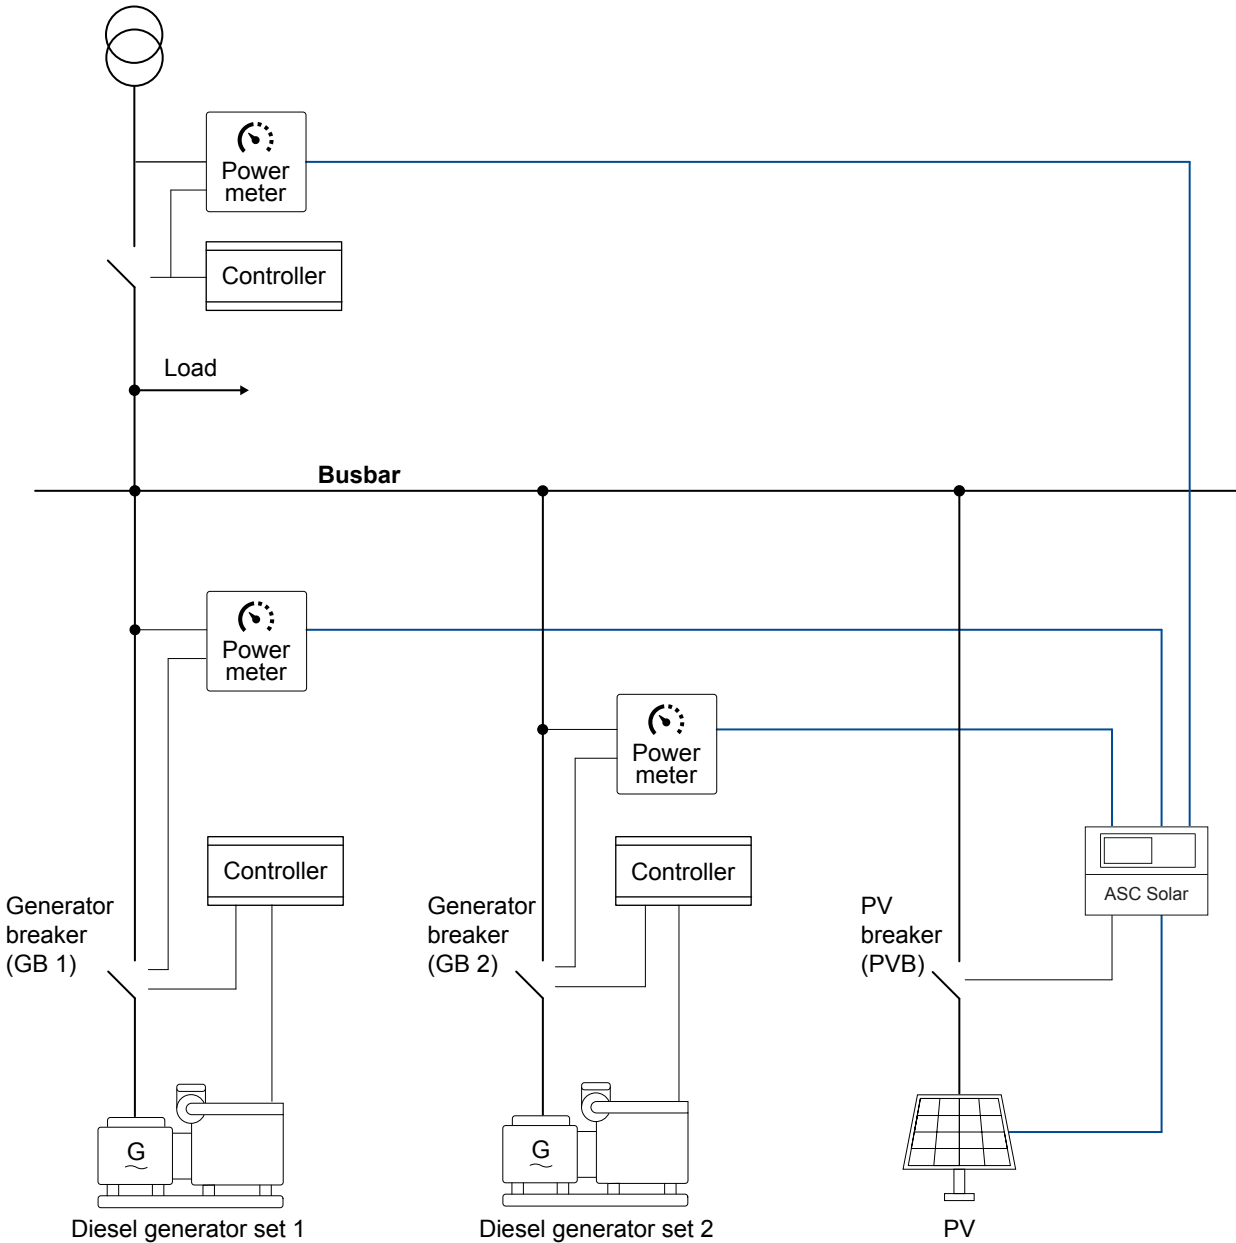 Power
meter
Controller
Load
Busbar
Power
meter
Power
meter
Controller
Controller
ASC Solar
Generator
breaker
(GB 1)
Generator
breaker
(GB 2)
PV
breaker
(PVB)
G
G
Diesel generator set 1
Diesel generator set 2
PV